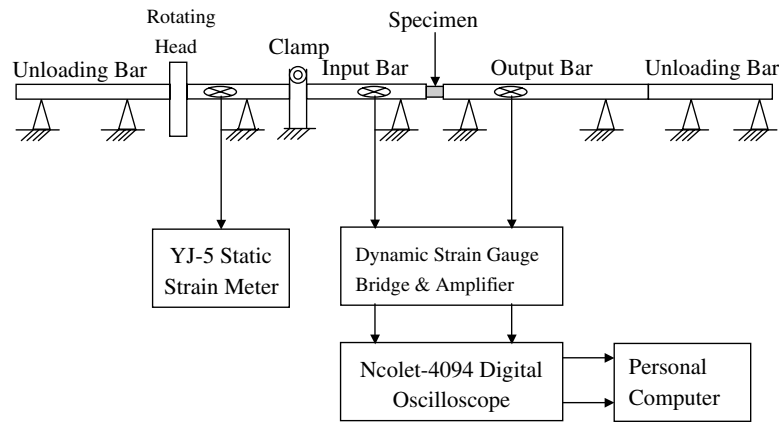 Rotating
Head
Specimen
Clamp
Unloading Bar
Input Bar
Output Bar
Unloading Bar
YJ-5 Static
Strain Meter
Dynamic Strain Gauge
Bridge & Amplifier
Ncolet-4094 Digital
Oscilloscope
Personal
Computer